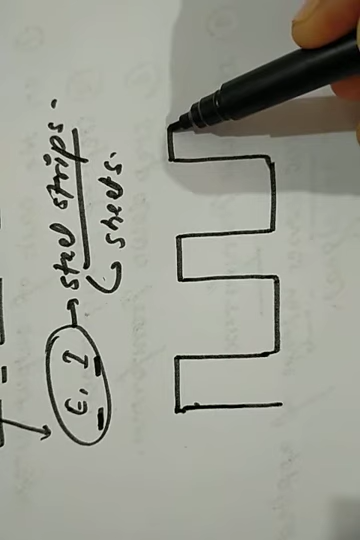 E, I → steel strips.
↳ sheets.